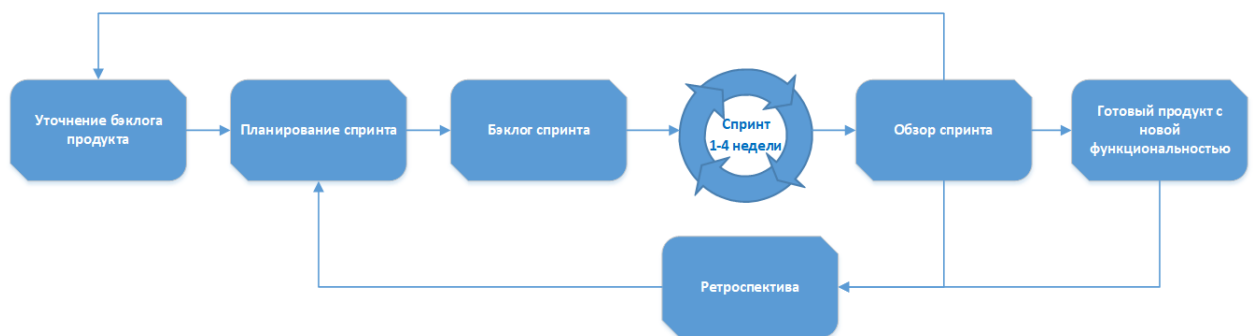 Уточнение бэклога
продукта
Планирование спринта
Бэклог спринта
Спринт
1-4 недели
Обзор спринта
Готовый продукт с
новой
функциональностью
Ретроспектива